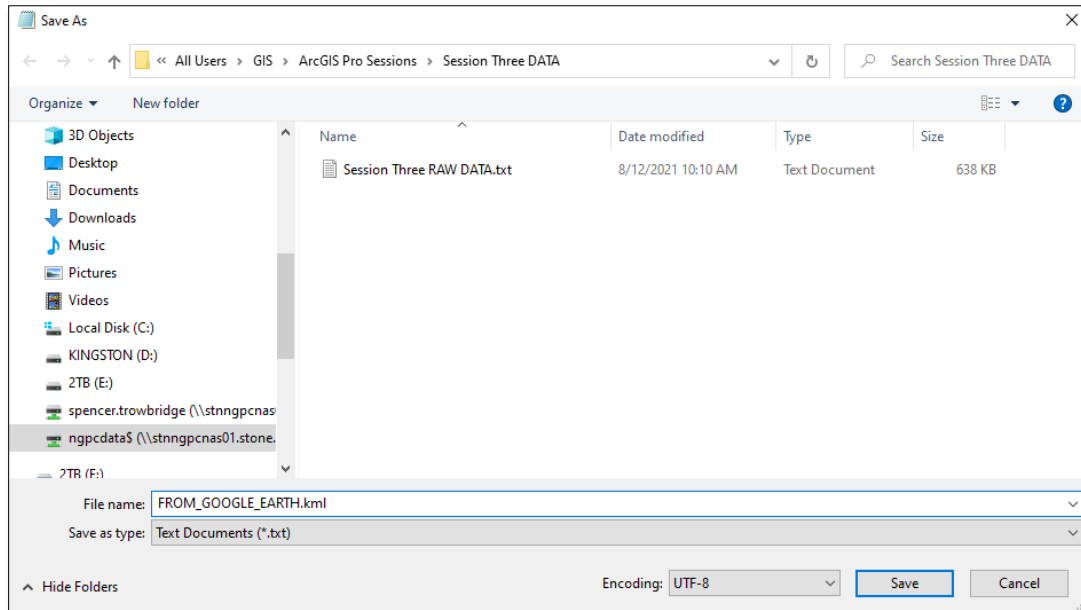 Save As
« All Users › GIS › ArcGIS Pro Sessions › Session Three DATA
Search Session Three DATA
Organize
New folder
Name
Date modified
Type
Size
3D Objects
Session Three RAW DATA.txt
8/12/2021 10:10 AM
Text Document
638 KB
Desktop
Documents
Downloads
Music
Pictures
Videos
Local Disk (C:)
KINGSTON (D:)
2TB (E:)
spencer.trowbridge (\\stnngpcnas
ngpcdata$ (\\stnngpcnas01.stone.
2TB (E:)
File name: FROM_GOOGLE_EARTH.kml
Save as type: Text Documents (*.txt)
Hide Folders
Encoding: UTF-8
Save
Cancel